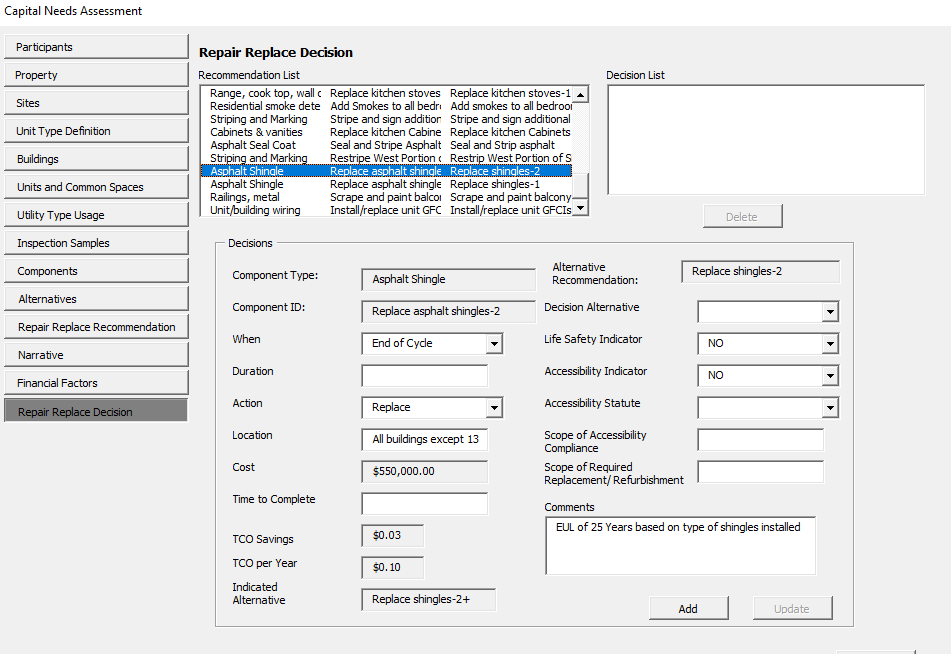 Capital Needs Assessment
Participants
Property
Sites
Unit Type Definition
Buildings
Units and Common Spaces
Utility Type Usage
Inspection Samples
Components
Alternatives
Repair Replace Recommendation
Narrative
Financial Factors
Repair Replace Decision
Repair Replace Decision
Recommendation List
Range, cook top, wall c Replace kitchen stoves Replace kitchen stoves-1
Residential smoke dete Add Smokes to all bedr Add smokes to all bedroo
Striping and Marking Stripe and sign addition Stripe and sign additional
Cabinets & vanities Replace kitchen Cabine Replace kitchen Cabinets
Asphalt Seal Coat Seal and Stripe Asphalt Seal and Strip asphalt
Striping and Marking Restripe West Portion o Restrip West Portion of S
Asphalt Shingle Replace asphalt shingle Replace shingles-2
Asphalt Shingle Replace asphalt shingle Replace shingles-1
Railings, metal Scrape and paint balcon Scrape and paint balcony
Unit/building wiring Install/replace unit GFC Install/replace unit GFCIs
Decision List
Delete
Decisions
Component Type: Asphalt Shingle
Component ID: Replace asphalt shingles-2
When End of Cycle
Duration
Action Replace
Location All buildings except 13
Cost $550,000.00
Time to Complete
TCO Savings $0.03
TCO per Year $0.10
Indicated
Alternative Replace shingles-2+
Alternative
Recommendation: Replace shingles-2
Decision Alternative
Life Safety Indicator NO
Accessibility Indicator NO
Accessibility Statute
Scope of Accessibility
Compliance
Scope of Required
Replacement/ Refurbishment
Comments
EUL of 25 Years based on type of shingles installed
Add Update